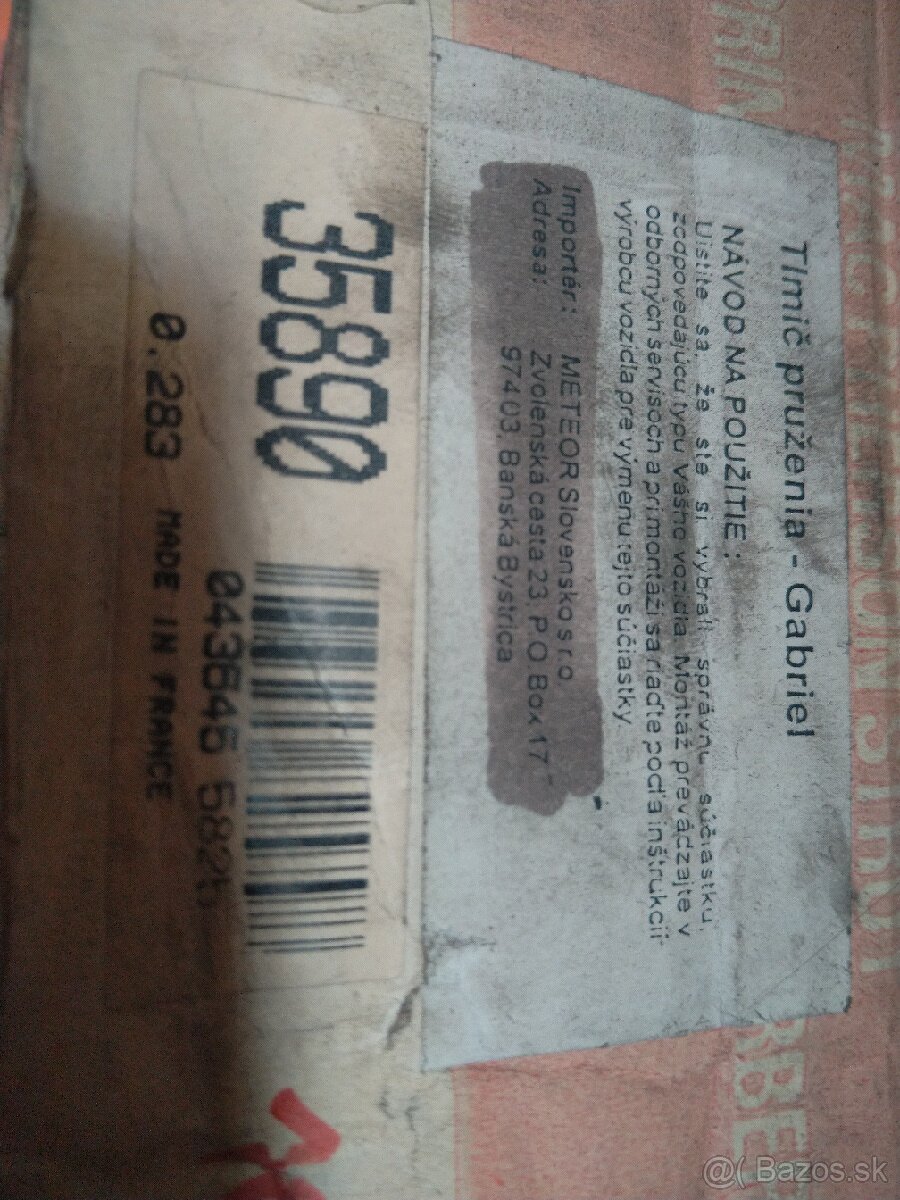 Tlmič pruženia - Gabriel
NÁVOD NA POUŽITIE :
Uistite sa, že ste si vybrali správnu súčiastku,
zodpovedajúcu typu Vášho vozidla. Montáž prevádzajte v
odborných servisoch a pri montáži sa riaďte podľa inštrukcií
výrobcu vozidla pre výmenu tejto súčiastky.
Importér: METEOR Slovensko s.r.o.
Adresa: Zvolenská cesta 23, P.O.Box 17
974 03, Banská Bystrica
35890
043845 582
0.283 MADE IN FRANCE
@( Bazos.sk